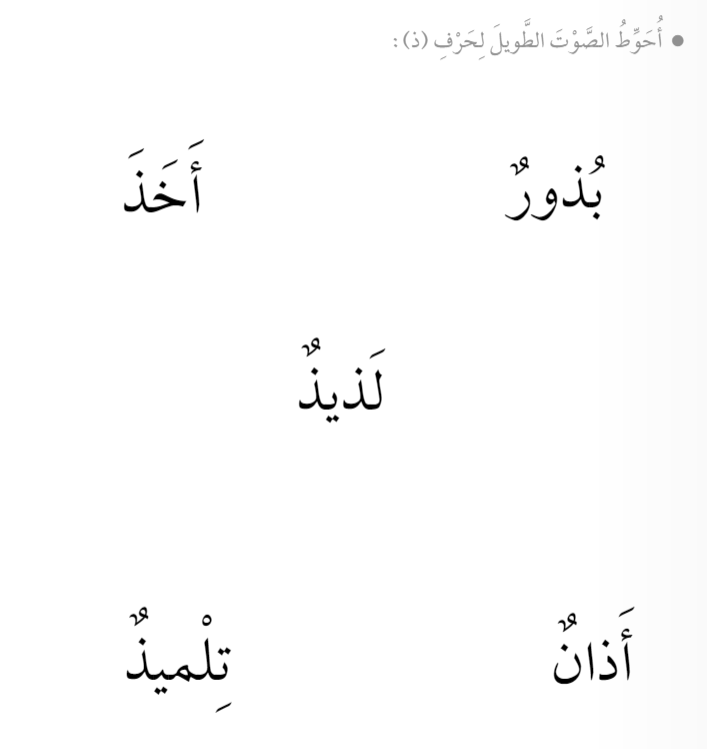 • أُحَوِّطُ الصَّوْتَ الطَّويلَ لِحَرْفِ (ذ):
بُذورٌ أَخَذَ
لَذيذٌ
أَذانٌ تِلْميذٌ